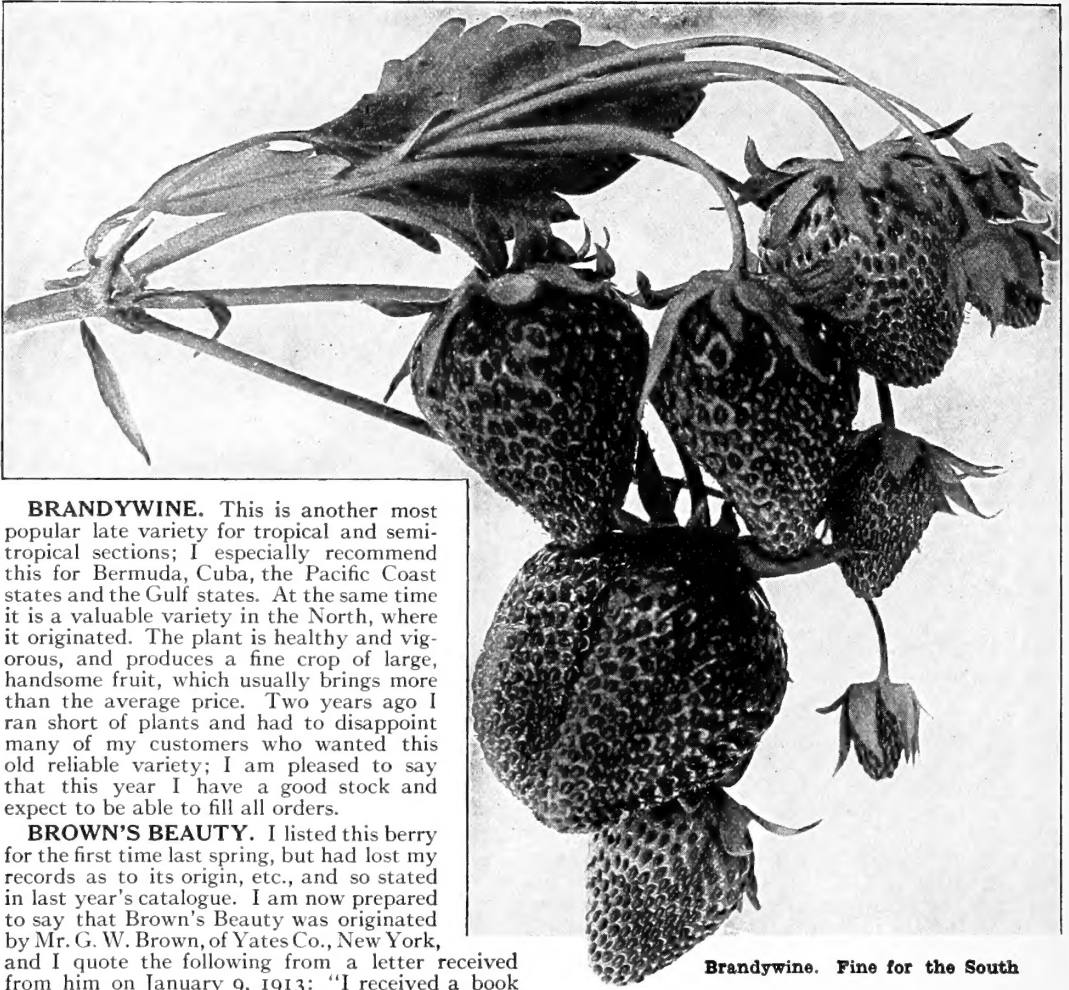 BRANDYWINE. This is another most
popular late variety for tropical and semi-
tropical sections; I especially recommend
this for Bermuda, Cuba, the Pacific Coast
states and the Gulf states. At the same time
it is a valuable variety in the North, where
it originated. The plant is healthy and vig-
orous, and produces a fine crop of large,
handsome fruit, which usually brings more
than the average price. Two years ago I
ran short of plants and had to disappoint
many of my customers who wanted this
old reliable variety; I am pleased to say
that this year I have a good stock and
expect to be able to fill all orders.
BROWN'S BEAUTY. I listed this berry
for the first time last spring, but had lost my
records as to its origin, etc., and so stated
in last year's catalogue. I am now prepared
to say that Brown's Beauty was originated
by Mr. G. W. Brown, of Yates Co., New York,
and I quote the following from a letter received
from him on January 9, 1913: "I received a book
Brandywine. Fine for the South